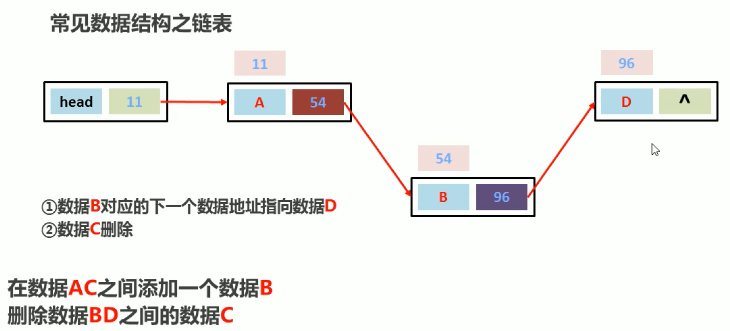 常见数据结构之链表
11
96
head 11
A 54
D ^
54
B 96
①数据B对应的下一个数据地址指向数据D
②数据C删除
在数据AC之间添加一个数据B
删除数据BD之间的数据C